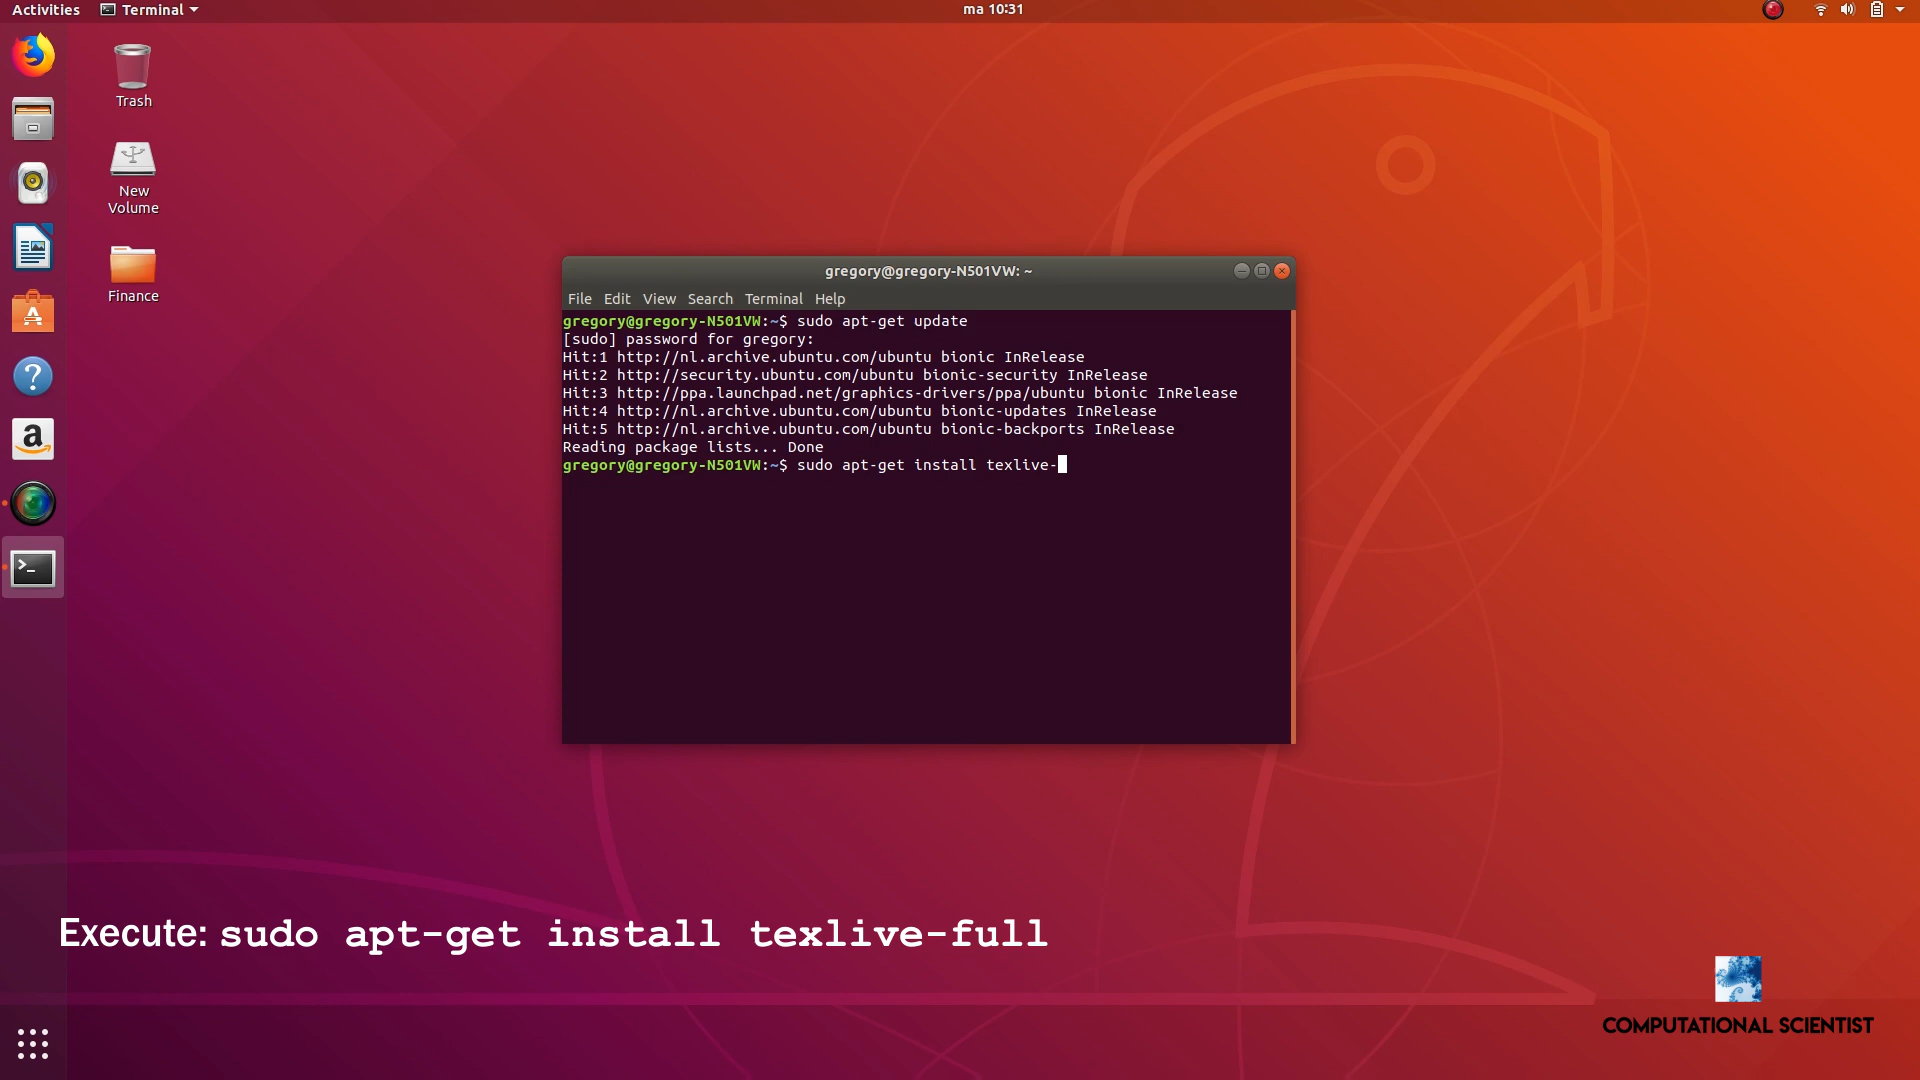 Activities Terminal ma 10:31
Trash
New
Volume
Finance
gregory@gregory-N501VW: ~
File Edit View Search Terminal Help
gregory@gregory-N501VW:~$ sudo apt-get update
[sudo] password for gregory:
Hit:1 http://nl.archive.ubuntu.com/ubuntu bionic InRelease
Hit:2 http://security.ubuntu.com/ubuntu bionic-security InRelease
Hit:3 http://ppa.launchpad.net/graphics-drivers/ppa/ubuntu bionic InRelease
Hit:4 http://nl.archive.ubuntu.com/ubuntu bionic-updates InRelease
Hit:5 http://nl.archive.ubuntu.com/ubuntu bionic-backports InRelease
Reading package lists... Done
gregory@gregory-N501VW:~$ sudo apt-get install texlive-
Execute: sudo apt-get install texlive-full
COMPUTATIONAL SCIENTIST